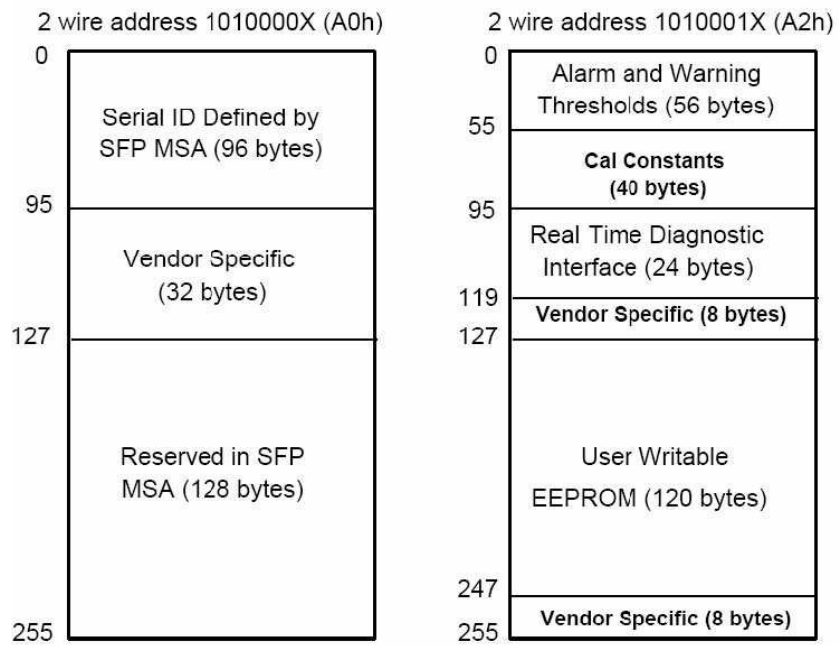 2 wire address 1010000X (A0h)
0
Serial ID Defined by
SFP MSA (96 bytes)
95
Vendor Specific
(32 bytes)
127
Reserved in SFP
MSA (128 bytes)
255
2 wire address 1010001X (A2h)
0
Alarm and Warning
Thresholds (56 bytes)
55
Cal Constants
(40 bytes)
95
Real Time Diagnostic
Interface (24 bytes)
119
Vendor Specific (8 bytes)
127
User Writable
EEPROM (120 bytes)
247
Vendor Specific (8 bytes)
255